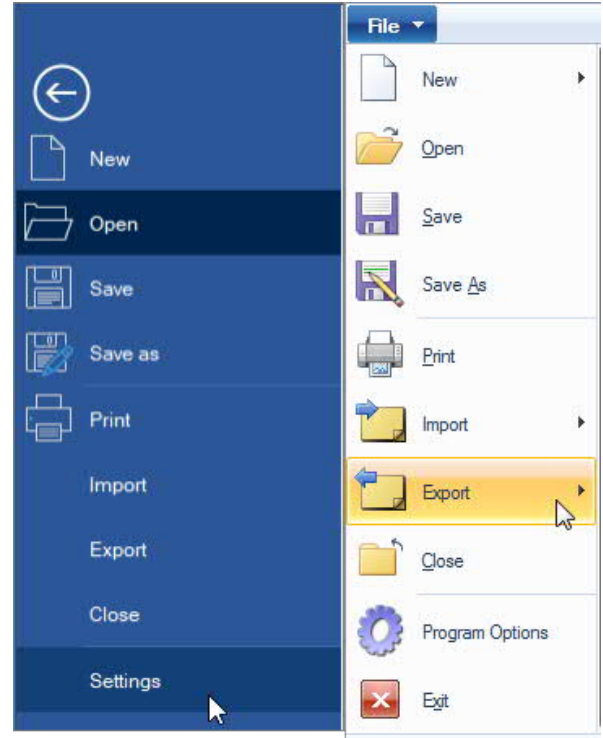 New
Open
Save
Save as
Print
Import
Export
Close
Settings
File
New
Open
Save
Save As
Print
Import
Export
Close
Program Options
Exit